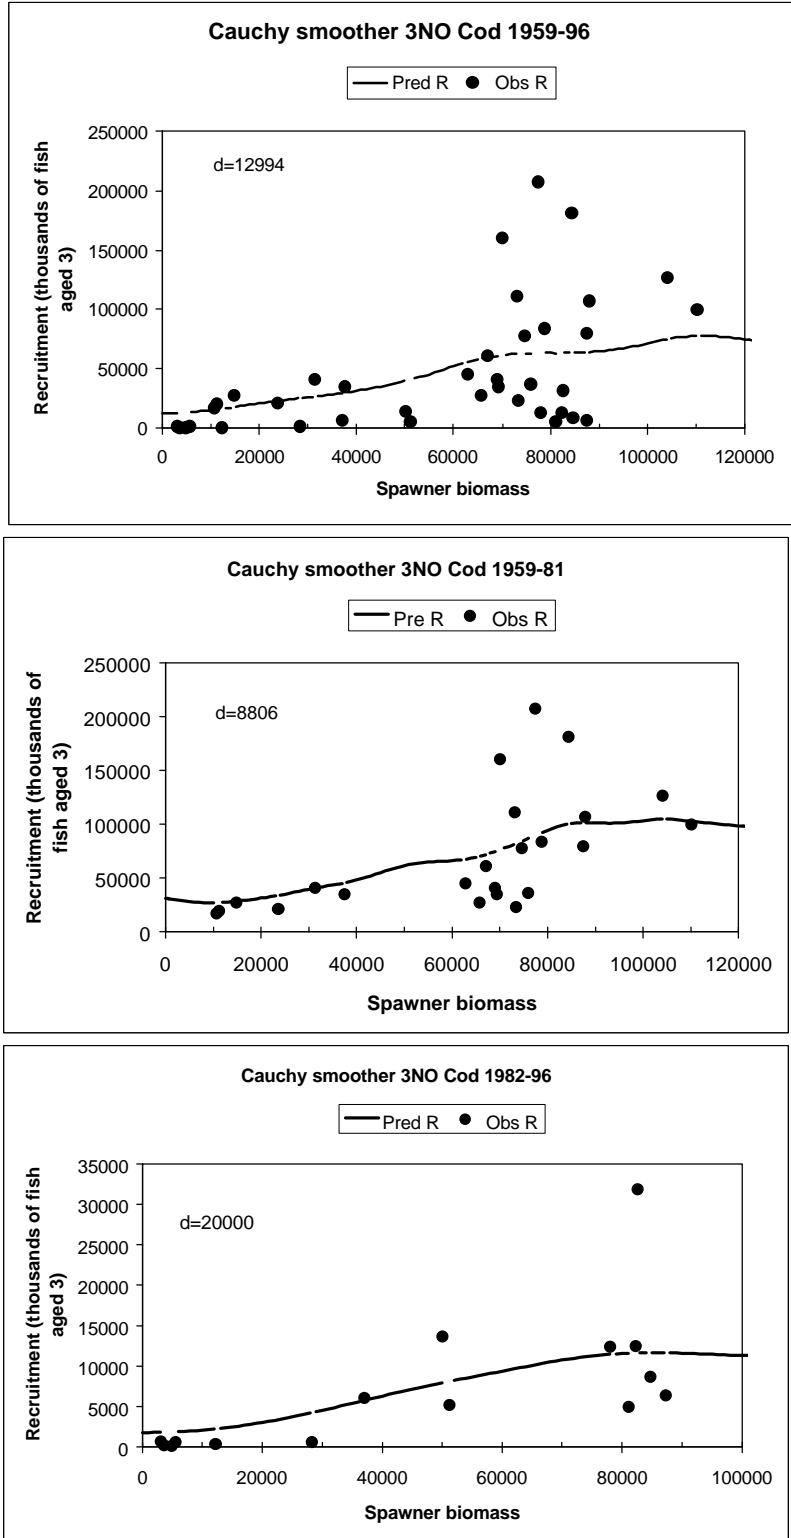 Cauchy smoother 3NO Cod 1959-96
Pred R Obs R
Recruitment (thousands of fish
aged 3)
250000
d=12994
200000
150000
100000
50000
0
0 20000 40000 60000 80000 100000 120000
Spawner biomass
Cauchy smoother 3NO Cod 1959-81
Pre R Obs R
Recruitment (thousands of
fish aged 3)
250000
d=8806
200000
150000
100000
50000
0
0 20000 40000 60000 80000 100000 120000
Spawner biomass
Cauchy smoother 3NO Cod 1982-96
Pred R Obs R
Recruitment (thousands of fish
aged 3)
35000
30000
d=20000
25000
20000
15000
10000
5000
0
0 20000 40000 60000 80000 100000
Spawner biomass